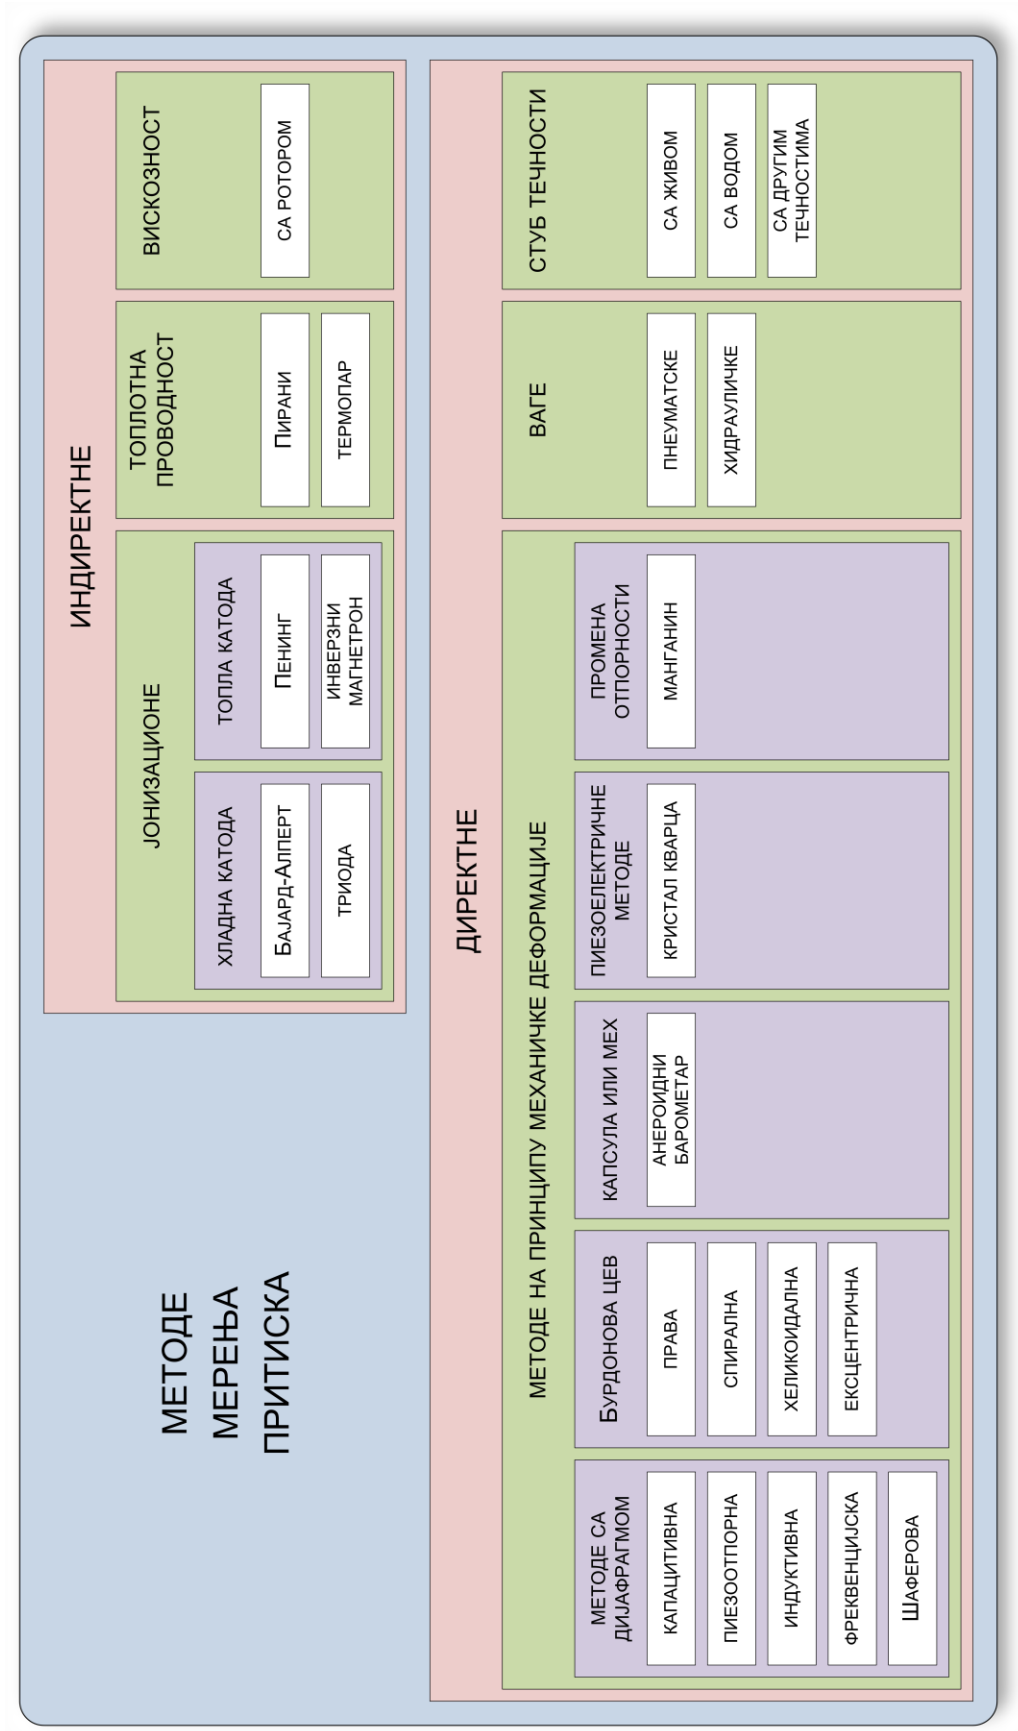 МЕТОДЕ
МЕРЕЊА
ПРИТИСКА
ИНДИРЕКТНЕ
ЈОНИЗАЦИОНЕ
ХЛАДНА КАТОДА
БАЈАРД-АЛПЕРТ
ТРИОДА
ТОПЛА КАТОДА
ПЕНИНГ
ИНВЕРЗНИ
МАГНЕТРОН
ТОПЛОТНА
ПРОВОДНОСТ
ПИРАНИ
ТЕРМОПАР
ВИСКОЗНОСТ
СА РОТОРОМ
ДИРЕКТНЕ
МЕТОДЕ НА ПРИНЦИПУ МЕХАНИЧКЕ ДЕФОРМАЦИЈЕ
МЕТОДЕ СА
ДИЈАФРАГМОМ
КАПАЦИТИВНА
ПИЕЗООТПОРНА
ИНДУКТИВНА
ФРЕКВЕНЦИЈСКА
ШАФЕРОВА
БУРДОНОВА ЦЕВ
ПРАВА
СПИРАЛНА
ХЕЛИКОИДАЛНА
ЕКСЦЕНТРИЧНА
КАПСУЛА ИЛИ МЕХ
АНЕРОИДНИ
БАРОМЕТАР
ПИЕЗОЕЛЕКТРИЧНЕ
МЕТОДЕ
КРИСТАЛ КВАРЦА
ПРОМЕНА
ОТПОРНОСТИ
МАНГАНИН
ВАГЕ
ПНЕУМАТСКЕ
ХИДРАУЛИЧКЕ
СТУБ ТЕЧНОСТИ
СА ЖИВОМ
СА ВОДОМ
СА ДРУГИМ
ТЕЧНОСТИМА